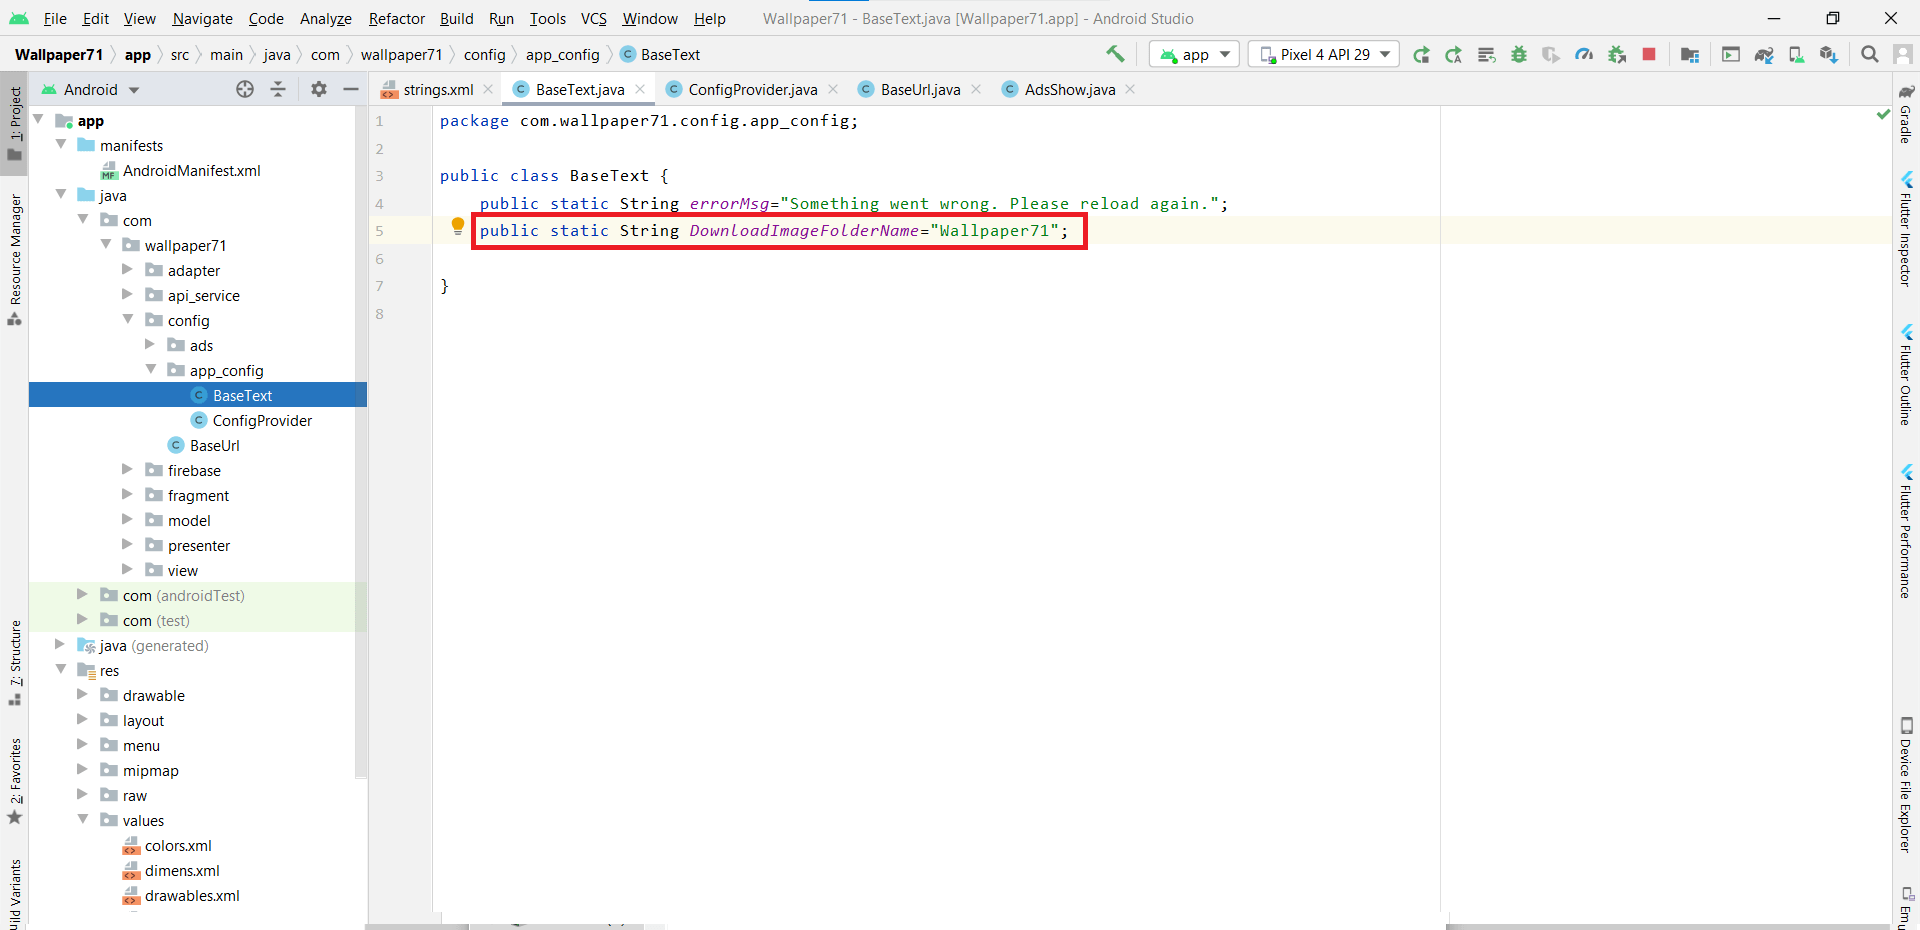 File Edit View Navigate Code Analyze Refactor Build Run Tools VCS Window Help Wallpaper71 - BaseText.java [Wallpaper71.app] - Android Studio
Wallpaper71 app src main java com wallpaper71 config app_config BaseText app Pixel 4 API 29
Android strings.xml BaseText.java ConfigProvider.java BaseUrl.java AdsShow.java
1: Project
Resource Manager
7: Structure
2: Favorites
app
manifests
AndroidManifest.xml
java
com
wallpaper71
adapter
api_service
config
ads
app_config
BaseText
ConfigProvider
BaseUrl
firebase
fragment
model
presenter
view
com (androidTest)
com (test)
java (generated)
res
drawable
layout
menu
mipmap
raw
values
colors.xml
dimens.xml
drawables.xml
1 package com.wallpaper71.config.app_config;
2
3 public class BaseText {
4 public static String errorMsg="Something went wrong. Please reload again.";
5 public static String DownloadImageFolderName="Wallpaper71";
6
7 }
8
Gradle
Flutter Inspector
Flutter Outline
Flutter Performance
Device File Explorer